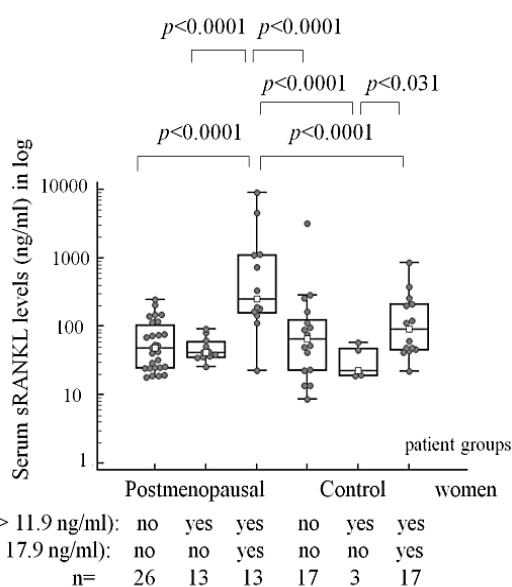 p<0.0001 p<0.0001
p<0.0001 p<0.031
p<0.0001 p<0.0001
Serum sRANKL levels (ng/ml) in log
10000
1000
100
10
1
patient groups
Postmenopausal Control women
> 11.9 ng/ml): no yes yes no yes yes
17.9 ng/ml): no no yes no no yes
n= 26 13 13 17 3 17